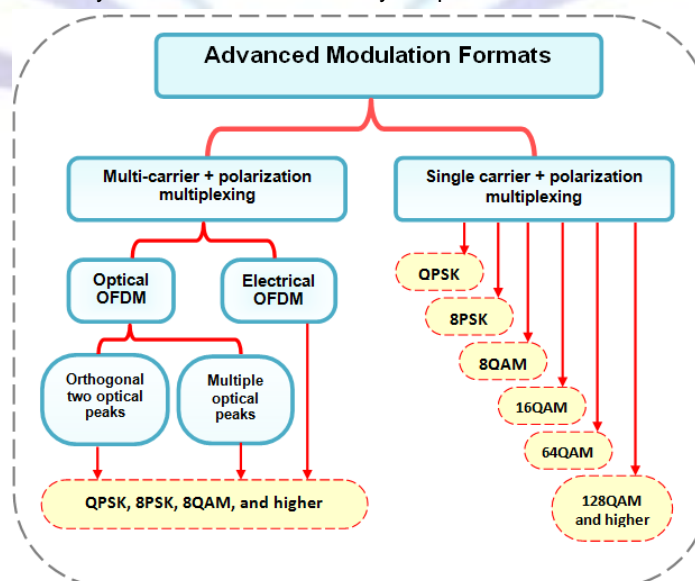 Advanced Modulation Formats
Multi-carrier + polarization
multiplexing
Single carrier + polarization
multiplexing
Optical
OFDM
Electrical
OFDM
Orthogonal
two optical
peaks
Multiple
optical
peaks
QPSK, 8PSK, 8QAM, and higher
QPSK
8PSK
8QAM
16QAM
64QAM
128QAM
and higher